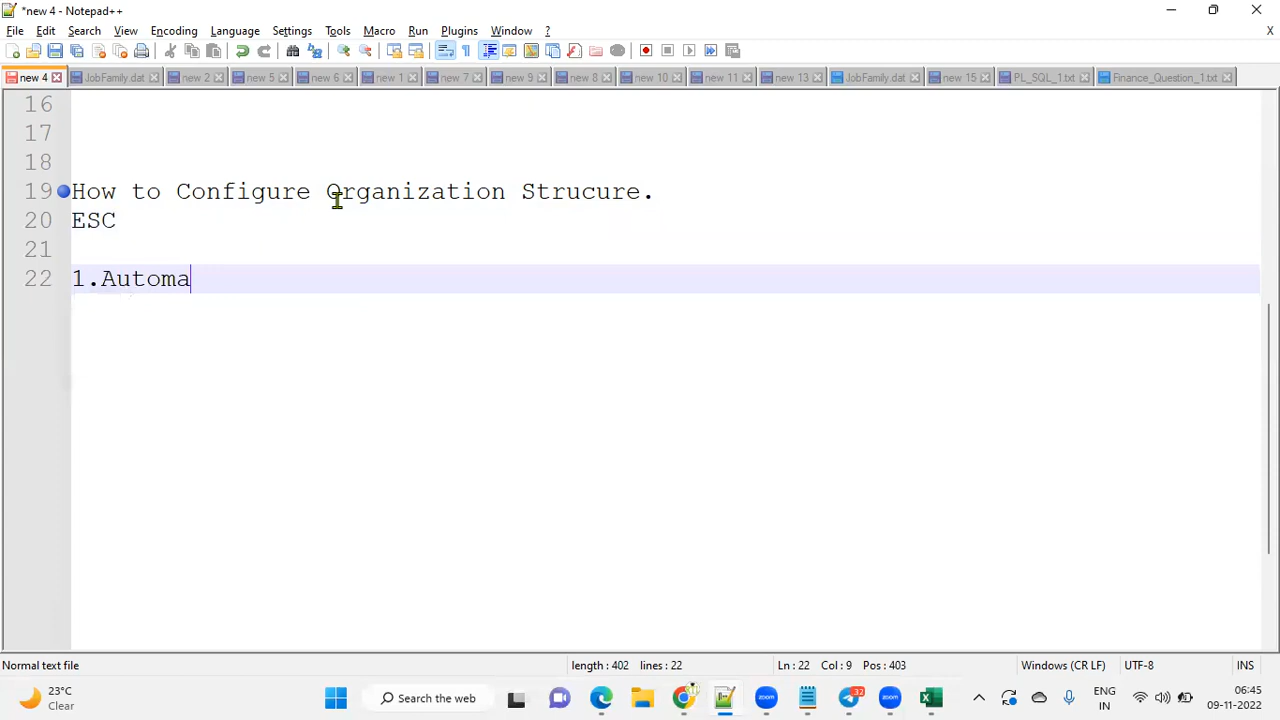 *new 4 - Notepad++
File Edit Search View Encoding Language Settings Tools Macro Run Plugins Window ?
X
new 4 JobFamily.dat new 2 new 5 new 6 new 1 new 7 new 9 new 8 new 10 new 11 new 13 JobFamily.dat new 15 PL_SQL_1.txt Finance_Question_1.txt
16
17
18
19 How to Configure Organization Strucure.
20 ESC
21
22 1.Automa
Normal text file length : 402 lines : 22 Ln : 22 Col : 9 Pos : 403 Windows (CR LF) UTF-8 INS
23°C
Clear
Search the web
32
ENG
IN
06:45
09-11-2022